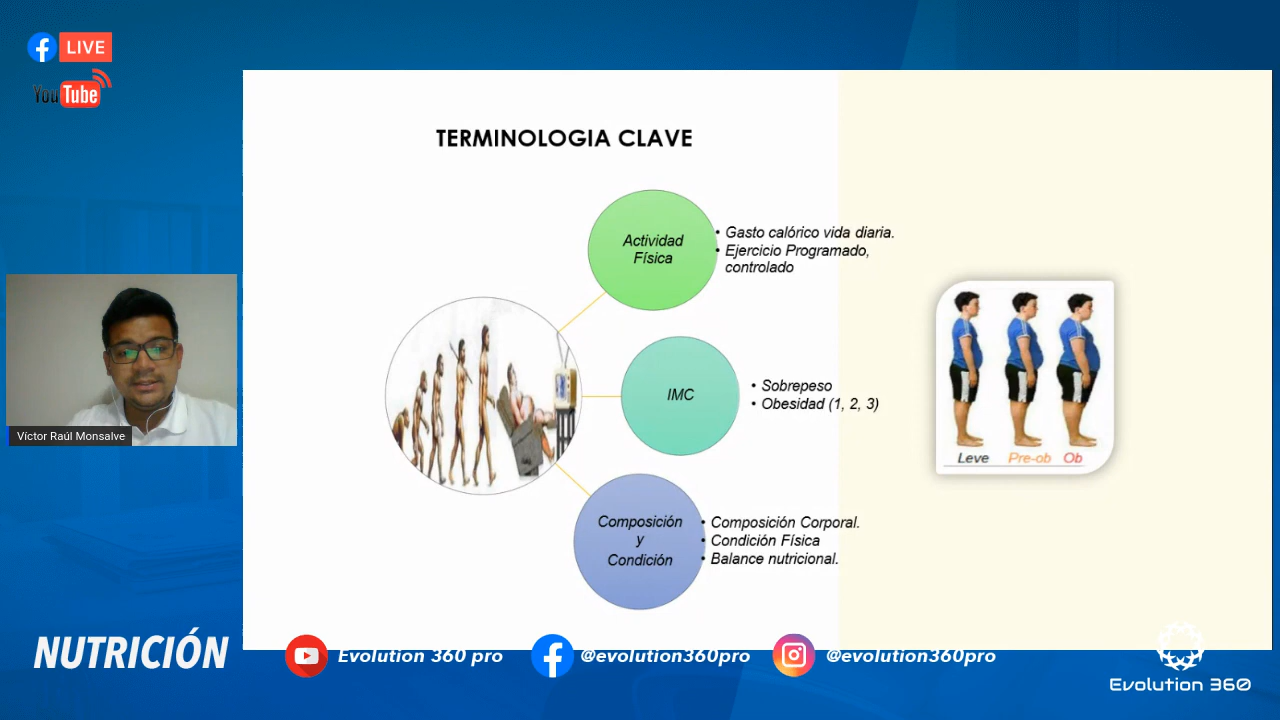 LIVE
YouTube
TERMINOLOGIA CLAVE
Actividad
Física
• Gasto calórico vida diaria.
• Ejercicio Programado,
controlado
IMC
• Sobrepeso
• Obesidad (1, 2, 3)
Composición
y
Condición
• Composición Corporal.
• Condición Física
• Balance nutricional.
Leve Pre-ob Ob
Víctor Raúl Monsalve
NUTRICIÓN
Evolution 360 pro
@evolution360pro
@evolution360pro
Evolution 360